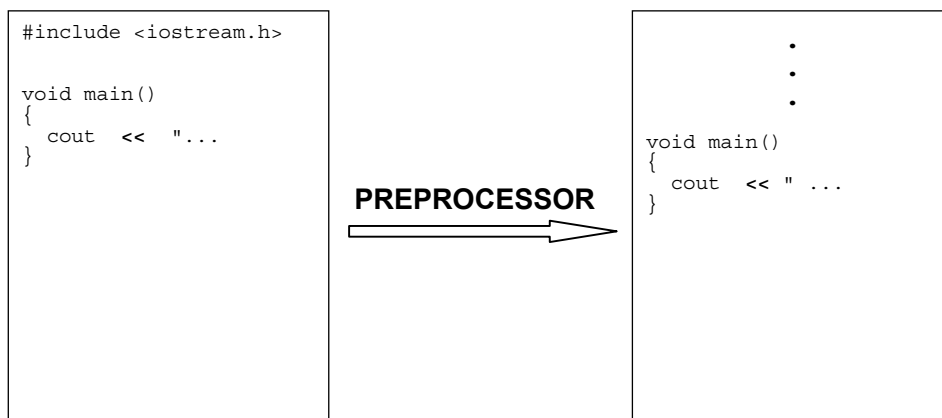 #include <iostream.h>
void main()
{
  cout  <<  "...
}
PREPROCESSOR
.
.
.
void main()
{
  cout  << " ...
}